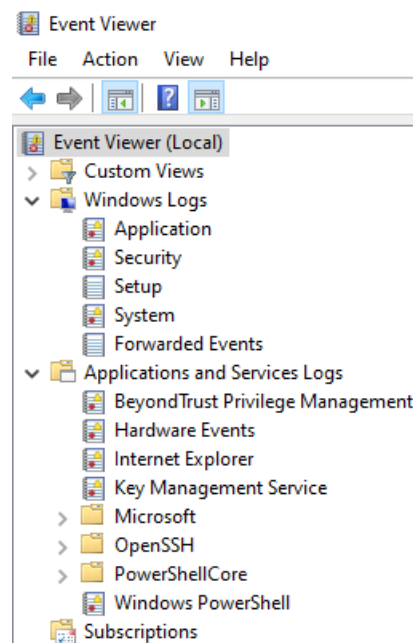 Event Viewer
File Action View Help
Event Viewer (Local)
Custom Views
Windows Logs
Application
Security
Setup
System
Forwarded Events
Applications and Services Logs
BeyondTrust Privilege Management
Hardware Events
Internet Explorer
Key Management Service
Microsoft
OpenSSH
PowerShellCore
Windows PowerShell
Subscriptions